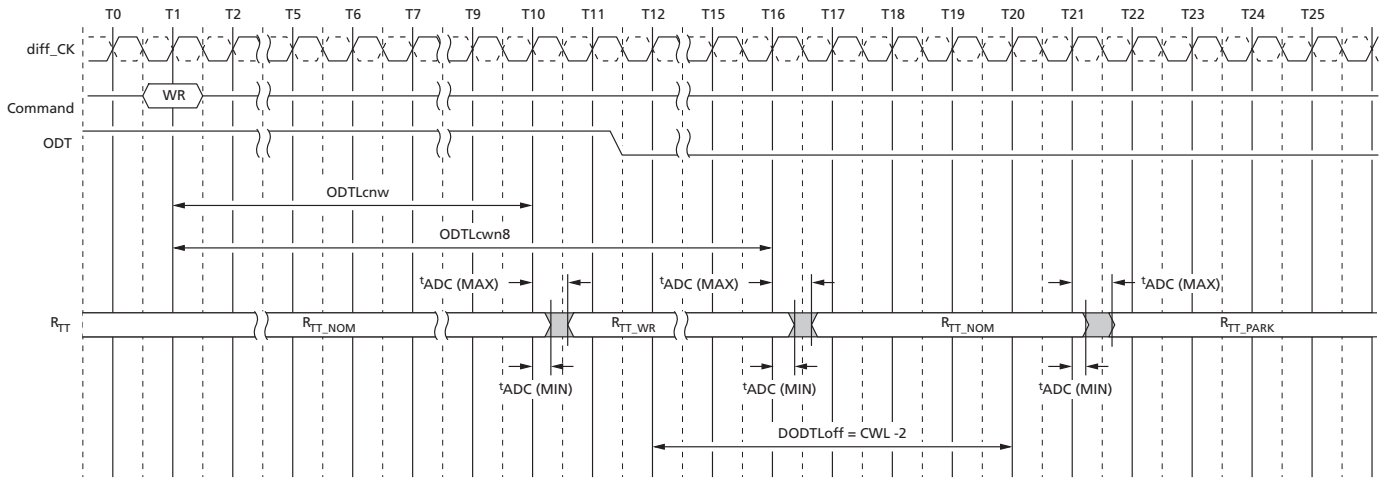 T0 T1 T2 T5 T6 T7 T9 T10 T11 T12 T15 T16 T17 T18 T19 T20 T21 T22 T23 T24 T25
diff_CK
Command WR
ODT
ODTLcnw
ODTLcwn8
tADC (MAX) tADC (MAX) tADC (MAX)
RTT RTT_NOM RTT_WR RTT_NOM RTT_PARK
tADC (MIN) tADC (MIN) tADC (MIN)
DODTLoff = CWL -2